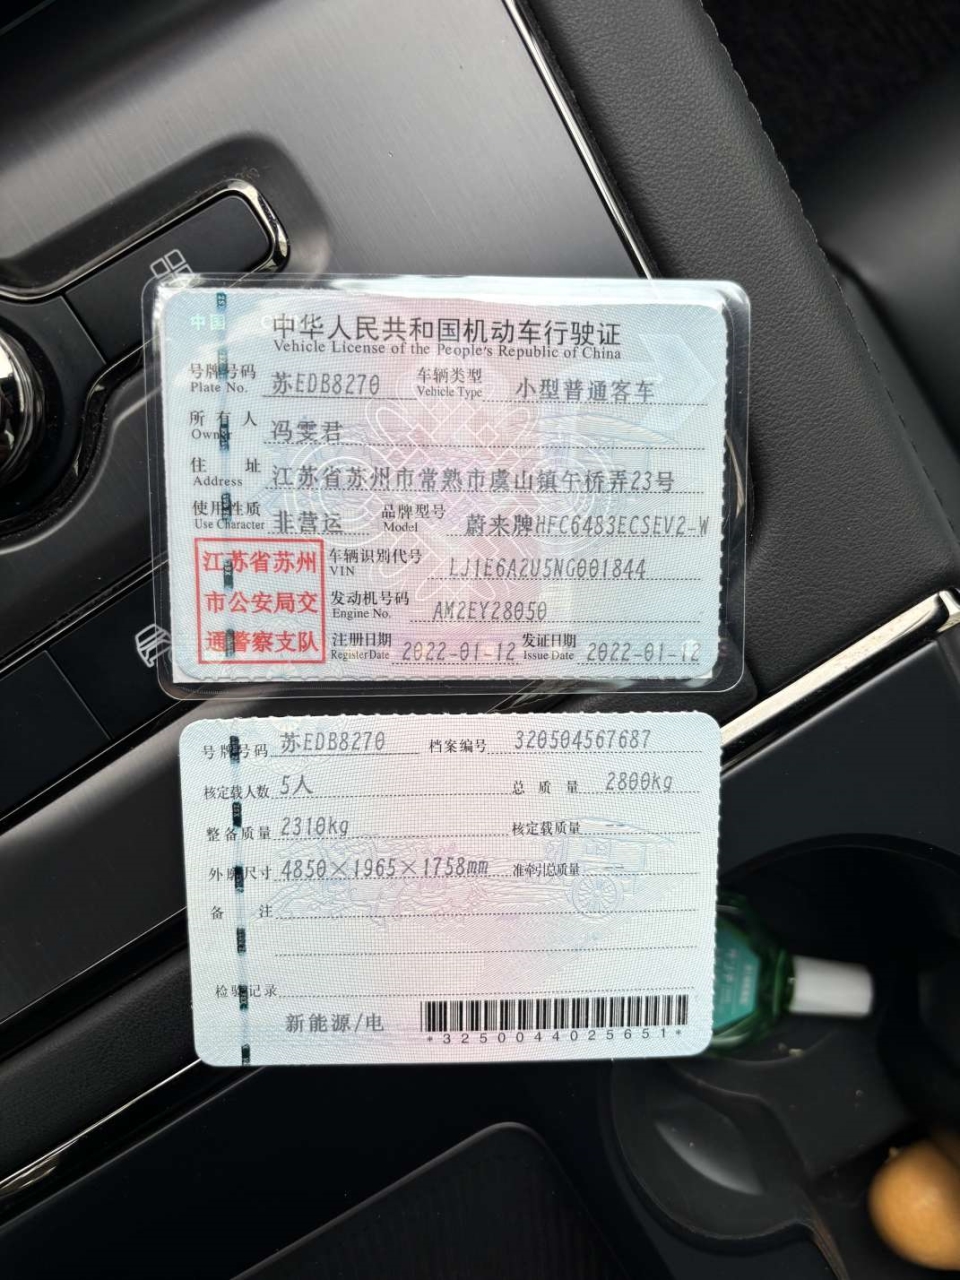 中国
中华人民共和国机动车行驶证
Vehicle License of the People's Republic of China
号牌号码 苏EDB8270 车辆类型 小型普通客车
Plate No. Vehicle Type
所有人 冯雯君
Owner
住址 江苏省苏州市常熟市虞山镇午桥弄23号
Address
使用性质 非营运 品牌型号 蔚来牌HFC6483ECSEV2-W
Use Character Model
江苏省苏州
市公安局交
通警察支队
车辆识别代号 LJ1E6A2U5NG001844
VIN
发动机号码 AM2EY28050
Engine No.
注册日期 2022-01-12 发证日期 2022-01-12
Register Date Issue Date
号牌号码 苏EDB8270 档案编号 320504567687
核定载人数 5人 总质量 2800kg
整备质量 2310kg 核定载质量
外廓尺寸 4850×1965×1758mm 准牵引总质量
备注
检验记录
新能源/电
*3250044025651*